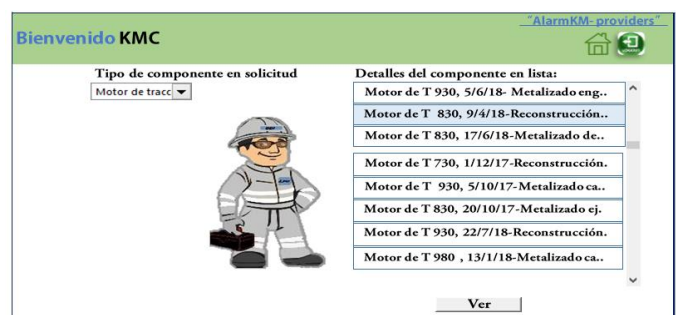 "AlarmKM- providers"
Bienvenido KMC
Tipo de componente en solicitud
Motor de tracc
Detalles del componente en lista:
Motor de T 930, 5/6/18- Metalizado eng..
Motor de T 830, 9/4/18-Reconstrucción..
Motor de T 830, 17/6/18-Metalizado de..
Motor de T 730, 1/12/17-Reconstrucción.
Motor de T 930, 5/10/17-Metalizado ca..
Motor de T 830, 20/10/17-Metalizado ej.
Motor de T 930, 22/7/18-Reconstrucción.
Motor de T 980 , 13/1/18-Metalizado ca..
Ver